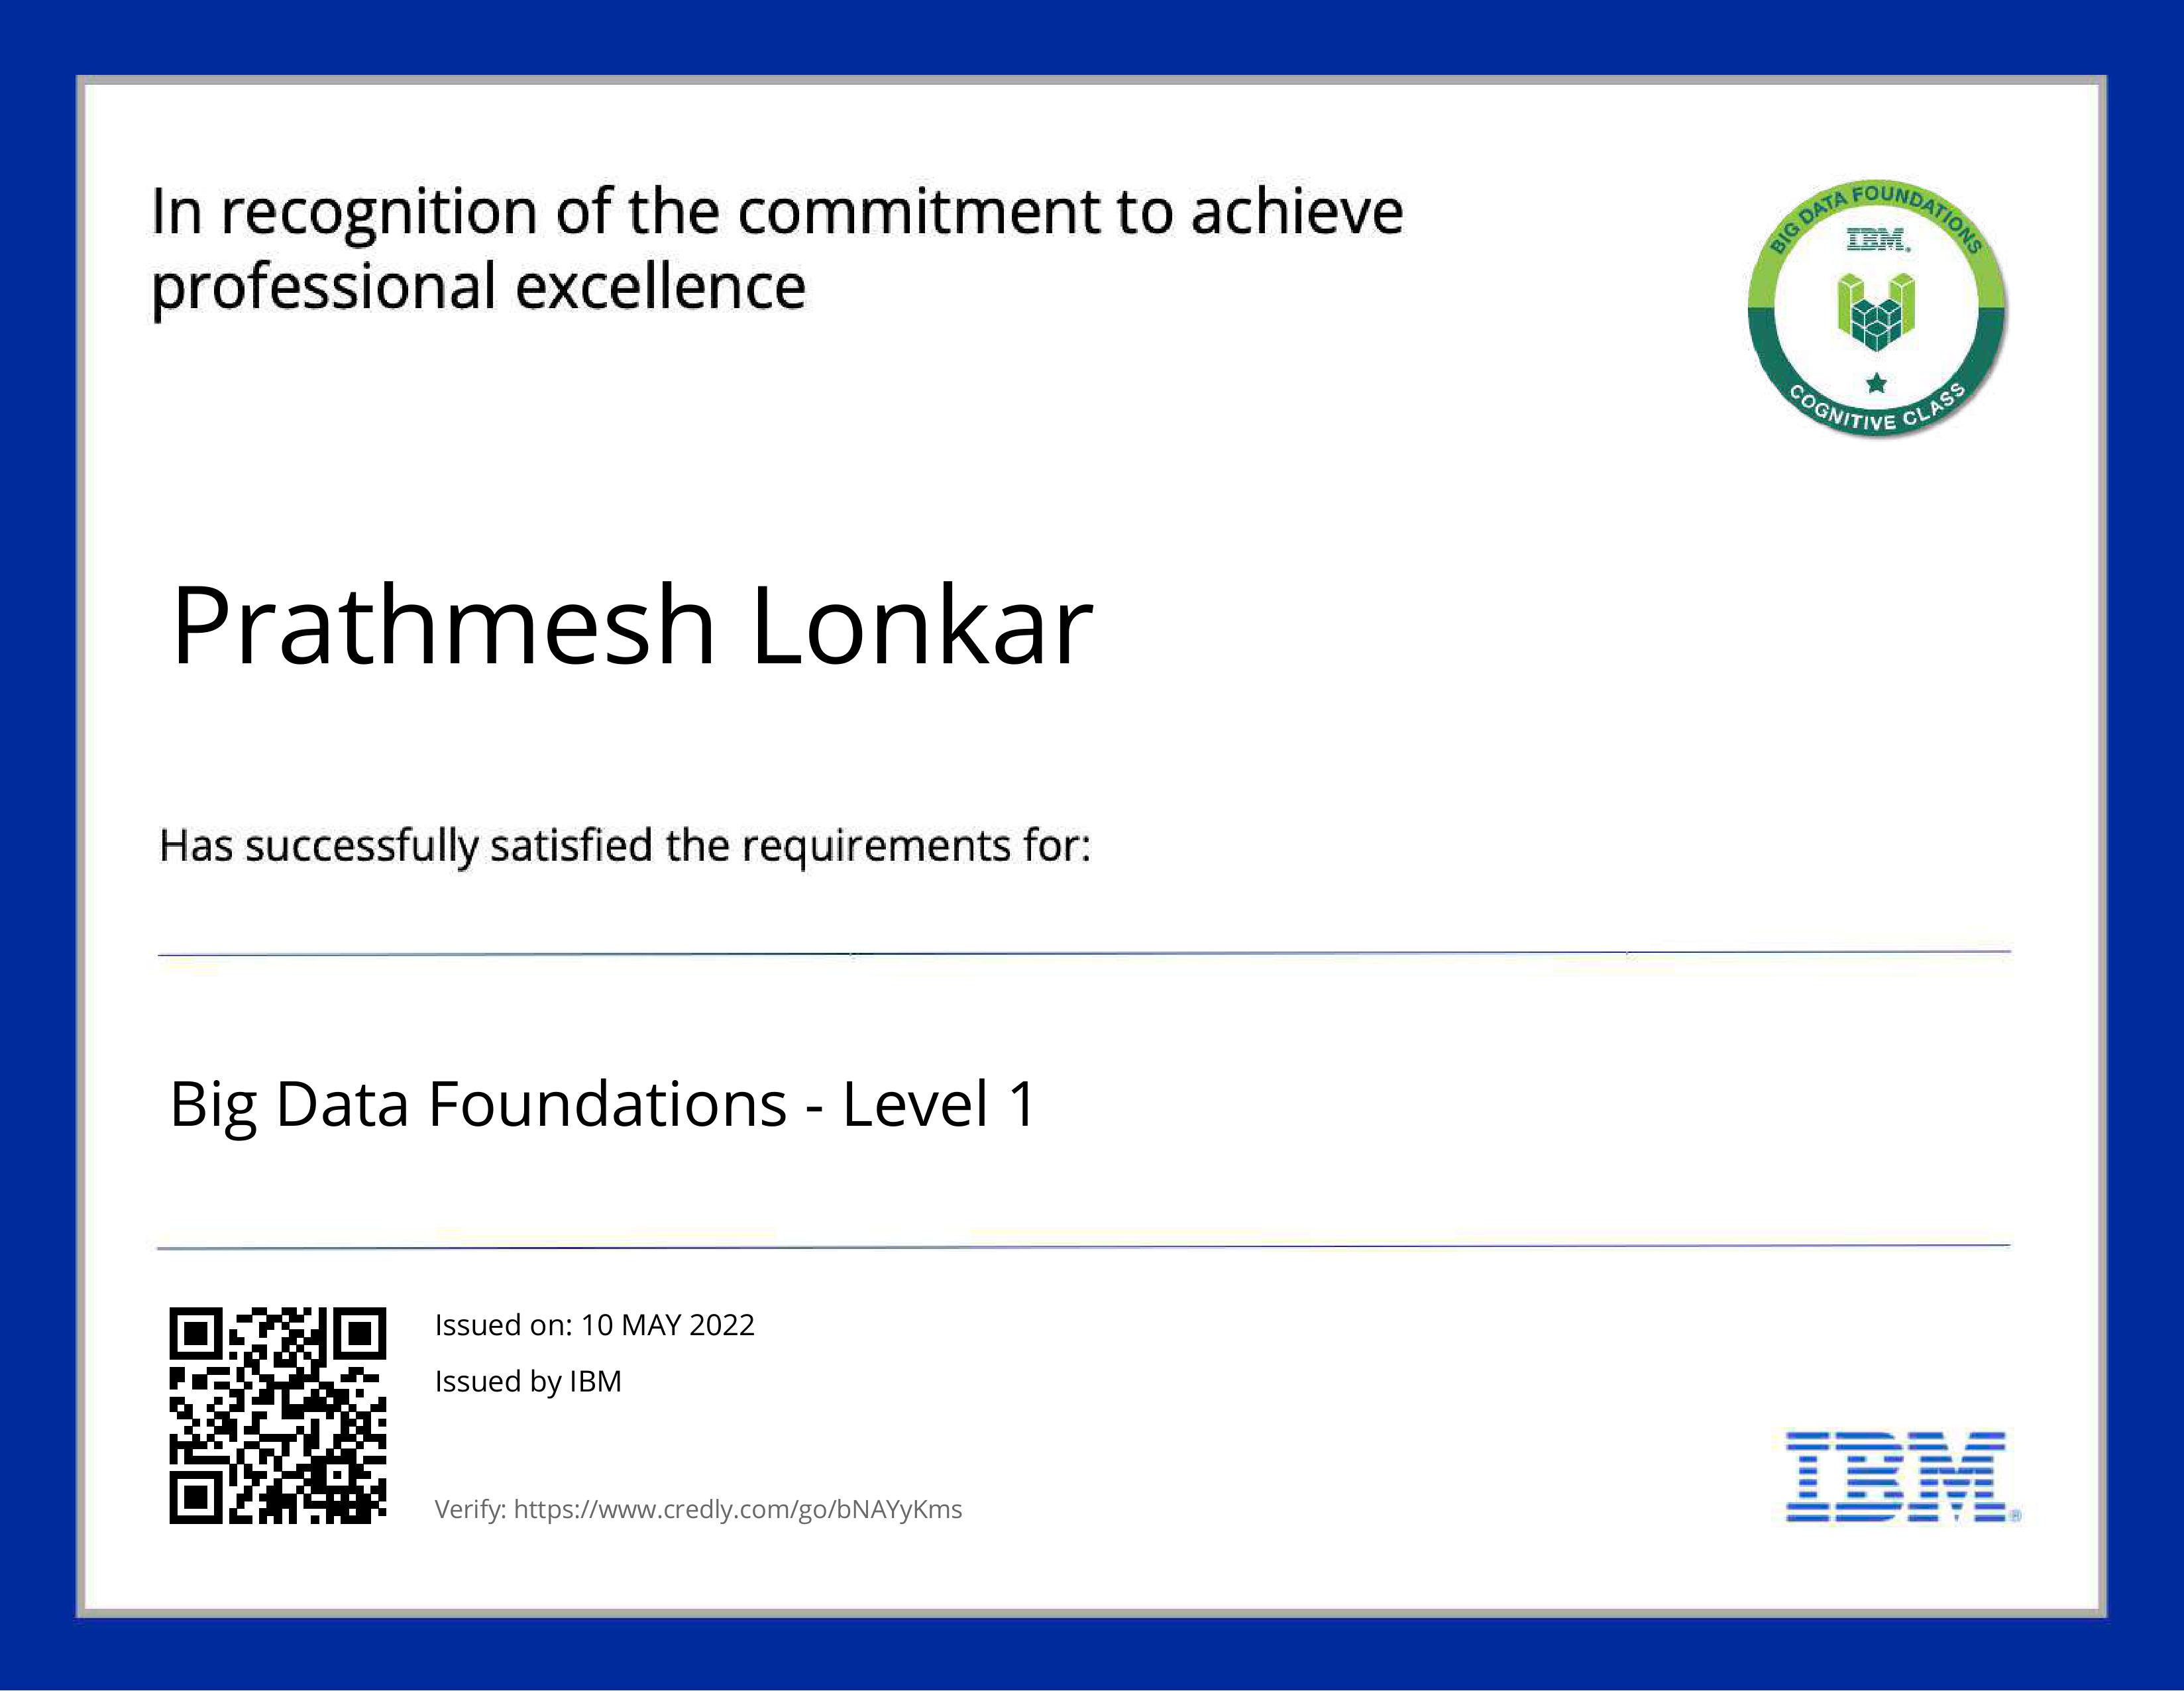 In recognition of the commitment to achieve
professional excellence
BIG DATA FOUNDATIONS
IBM®
COGNITIVE CLASS
Prathmesh Lonkar
Has successfully satisfied the requirements for:
Big Data Foundations - Level 1
Issued on: 10 MAY 2022
Issued by IBM
Verify: https://www.credly.com/go/bNAYyKms
IBM®